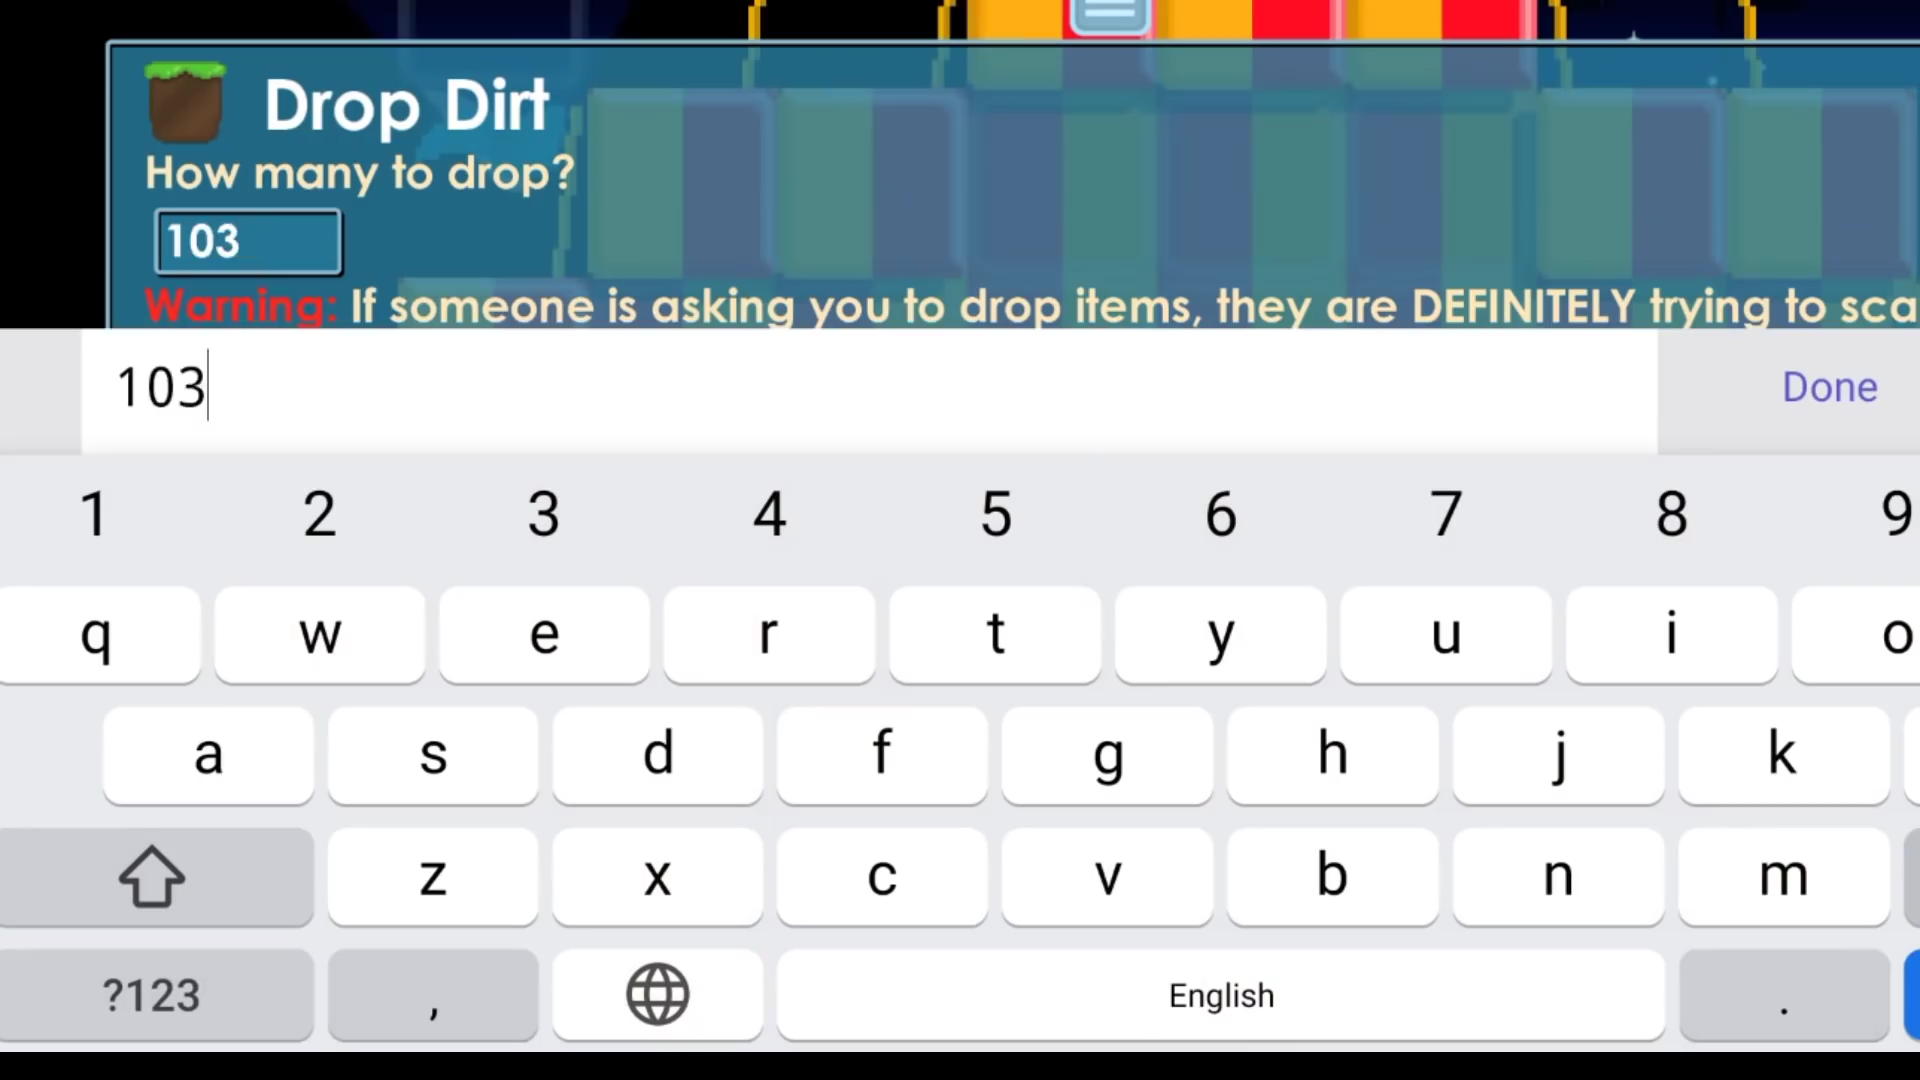 Drop Dirt
How many to drop?
103
Warning: If someone is asking you to drop items, they are DEFINITELY trying to sca
103
Done
1 2 3 4 5 6 7 8 9
q w e r t y u i o
a s d f g h j k
z x c v b n m
?123 , English .